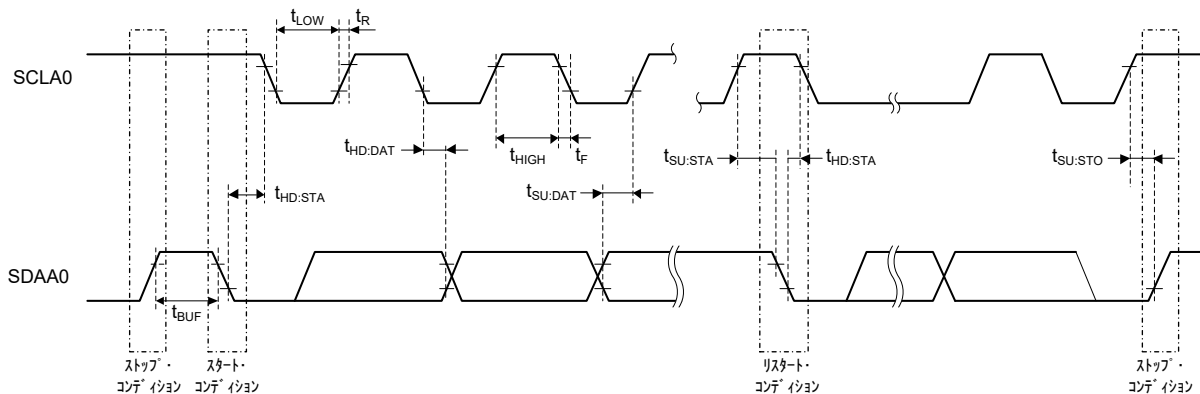 tLOW
tR
SCLA0
tHD:DAT
tHIGH
tF
tSU:STA
tHD:STA
tSU:STO
tHD:STA
tSU:DAT
SDAA0
tBUF
ストップ・
コンディション
スタート・
コンディション
リスタート・
コンディション
ストップ・
コンディション